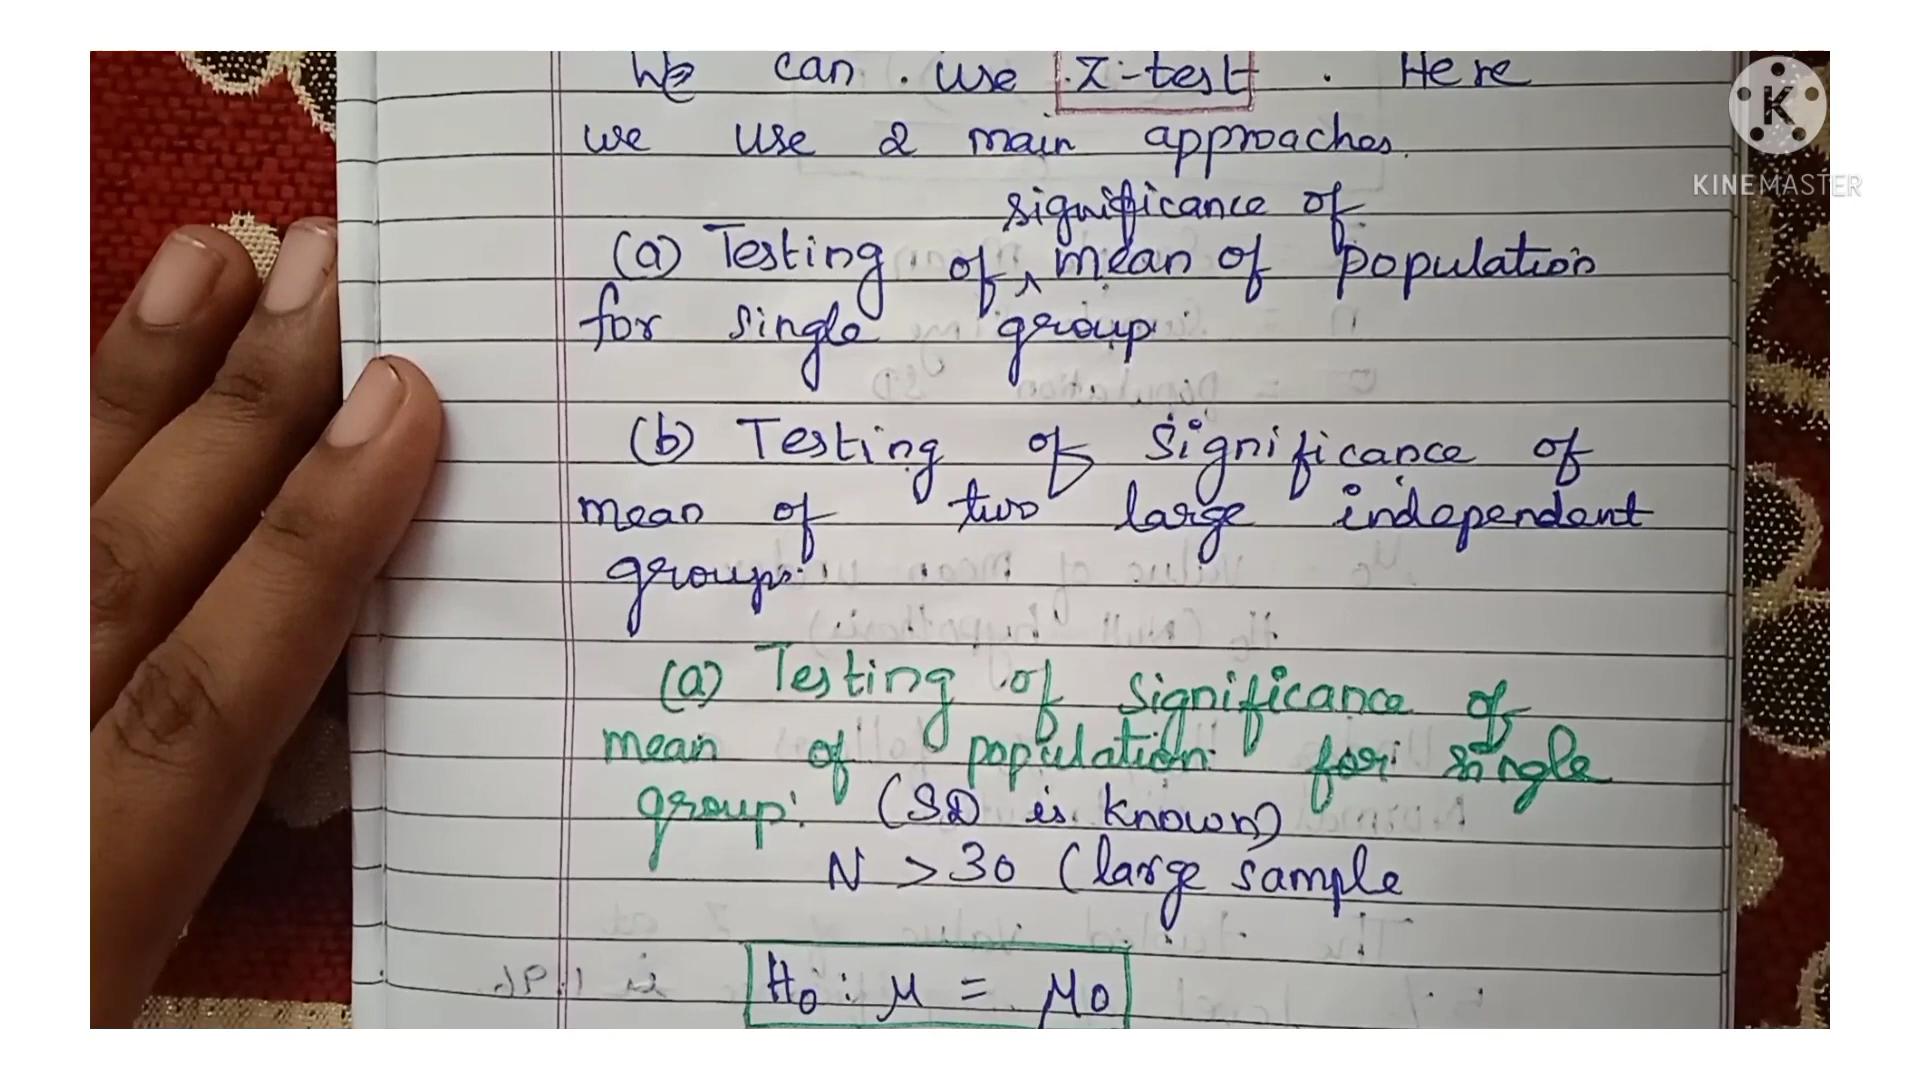 We can use Z-test. Here
we use 2 main approaches.
significance of
(a) Testing of ^ mean of population
for single group
(b) Testing of significance of
mean of two large independent
groups.
(a) Testing of significance of
mean of population for single
group: (SD is known)
N > 30 (large sample
H₀ : μ = μ₀
KINEMASTER